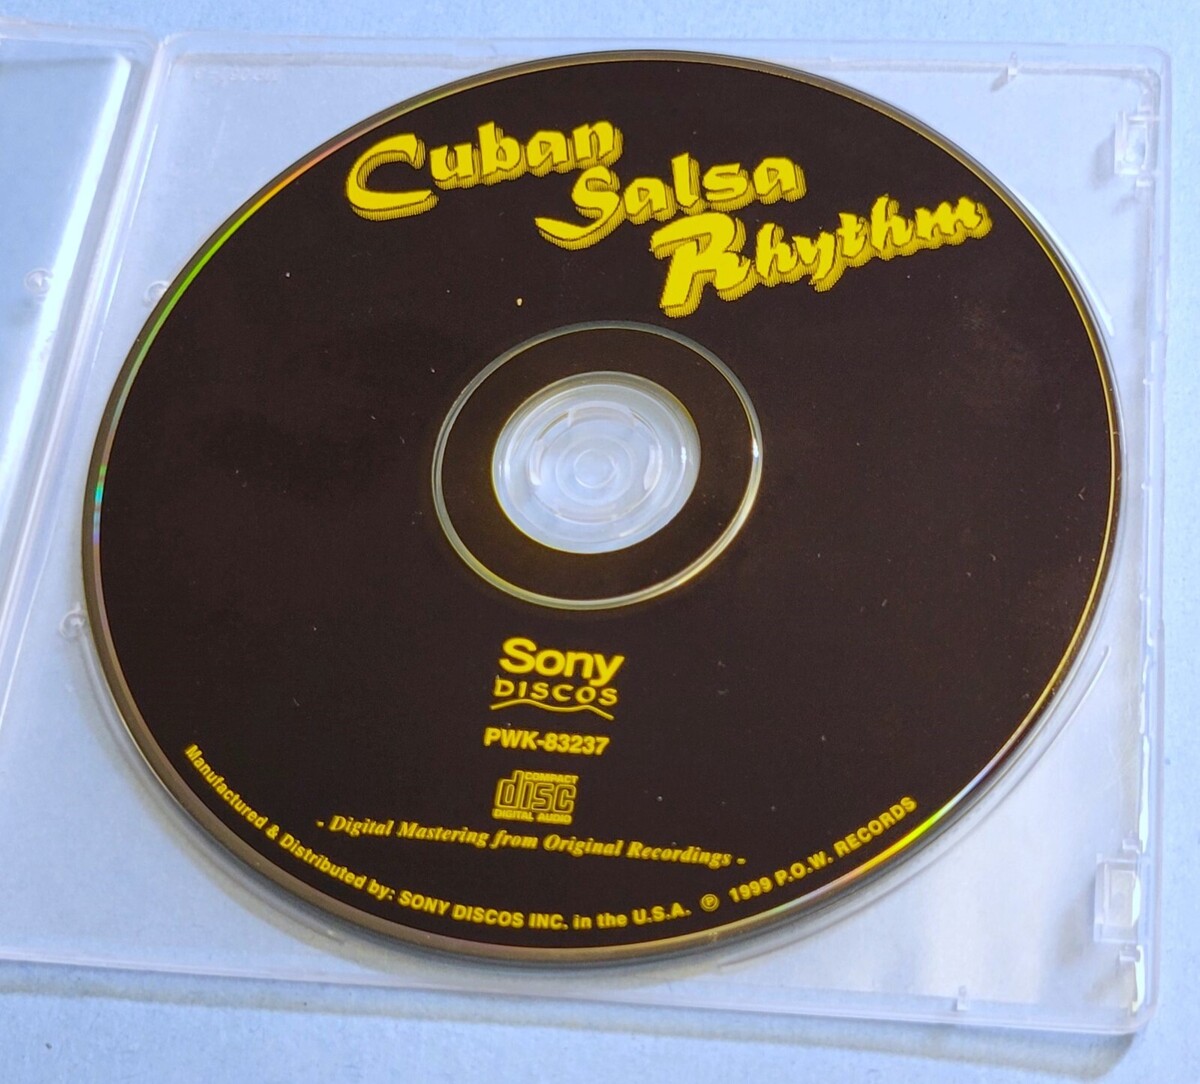 Cuban
Salsa
Rhythm
Sony
DISCOS
PWK-83237
COMPACT
disc
DIGITAL AUDIO
- Digital Mastering from Original Recordings -
Manufactured & Distributed by: SONY DISCOS INC. in the U.S.A. ℗ 1999 P.O.W. RECORDS